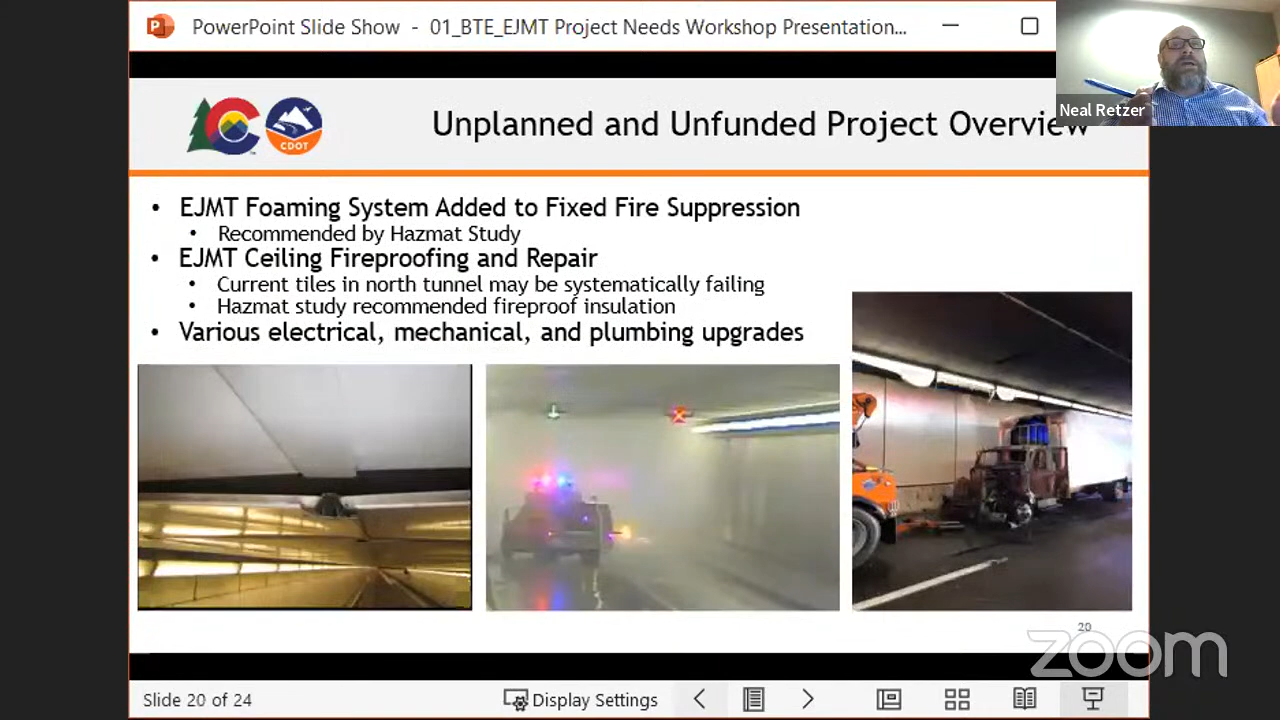 PowerPoint Slide Show - 01_BTE_EJMT Project Needs Workshop Presentation...
Neal Retzer
CDOT
Unplanned and Unfunded Project Overview
• EJMT Foaming System Added to Fixed Fire Suppression
• Recommended by Hazmat Study
• EJMT Ceiling Fireproofing and Repair
• Current tiles in north tunnel may be systematically failing
• Hazmat study recommended fireproof insulation
• Various electrical, mechanical, and plumbing upgrades
20
zoom
Slide 20 of 24
Display Settings